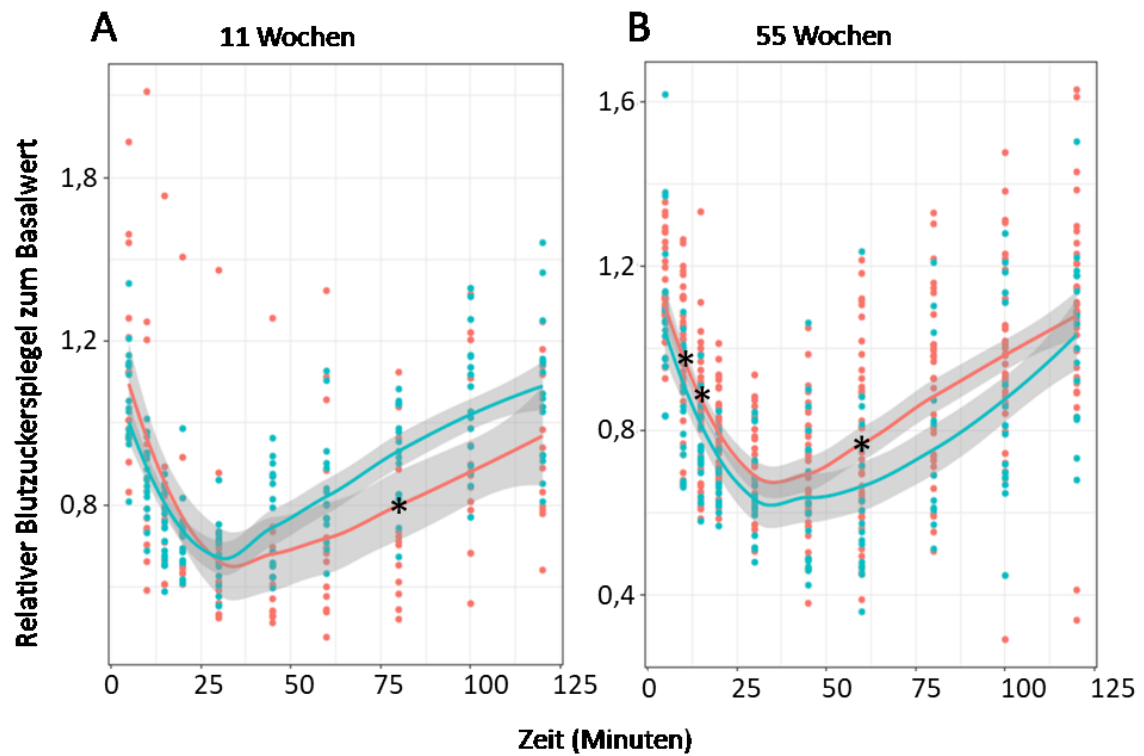 A
11 Wochen
B
55 Wochen
Relativer Blutzuckerspiegel zum Basalwert
1,8
1,2
0,8
0 25 50 75 100 125
*
1,6
1,2
0,8
0,4
0 25 50 75 100 125
*
*
*
Zeit (Minuten)